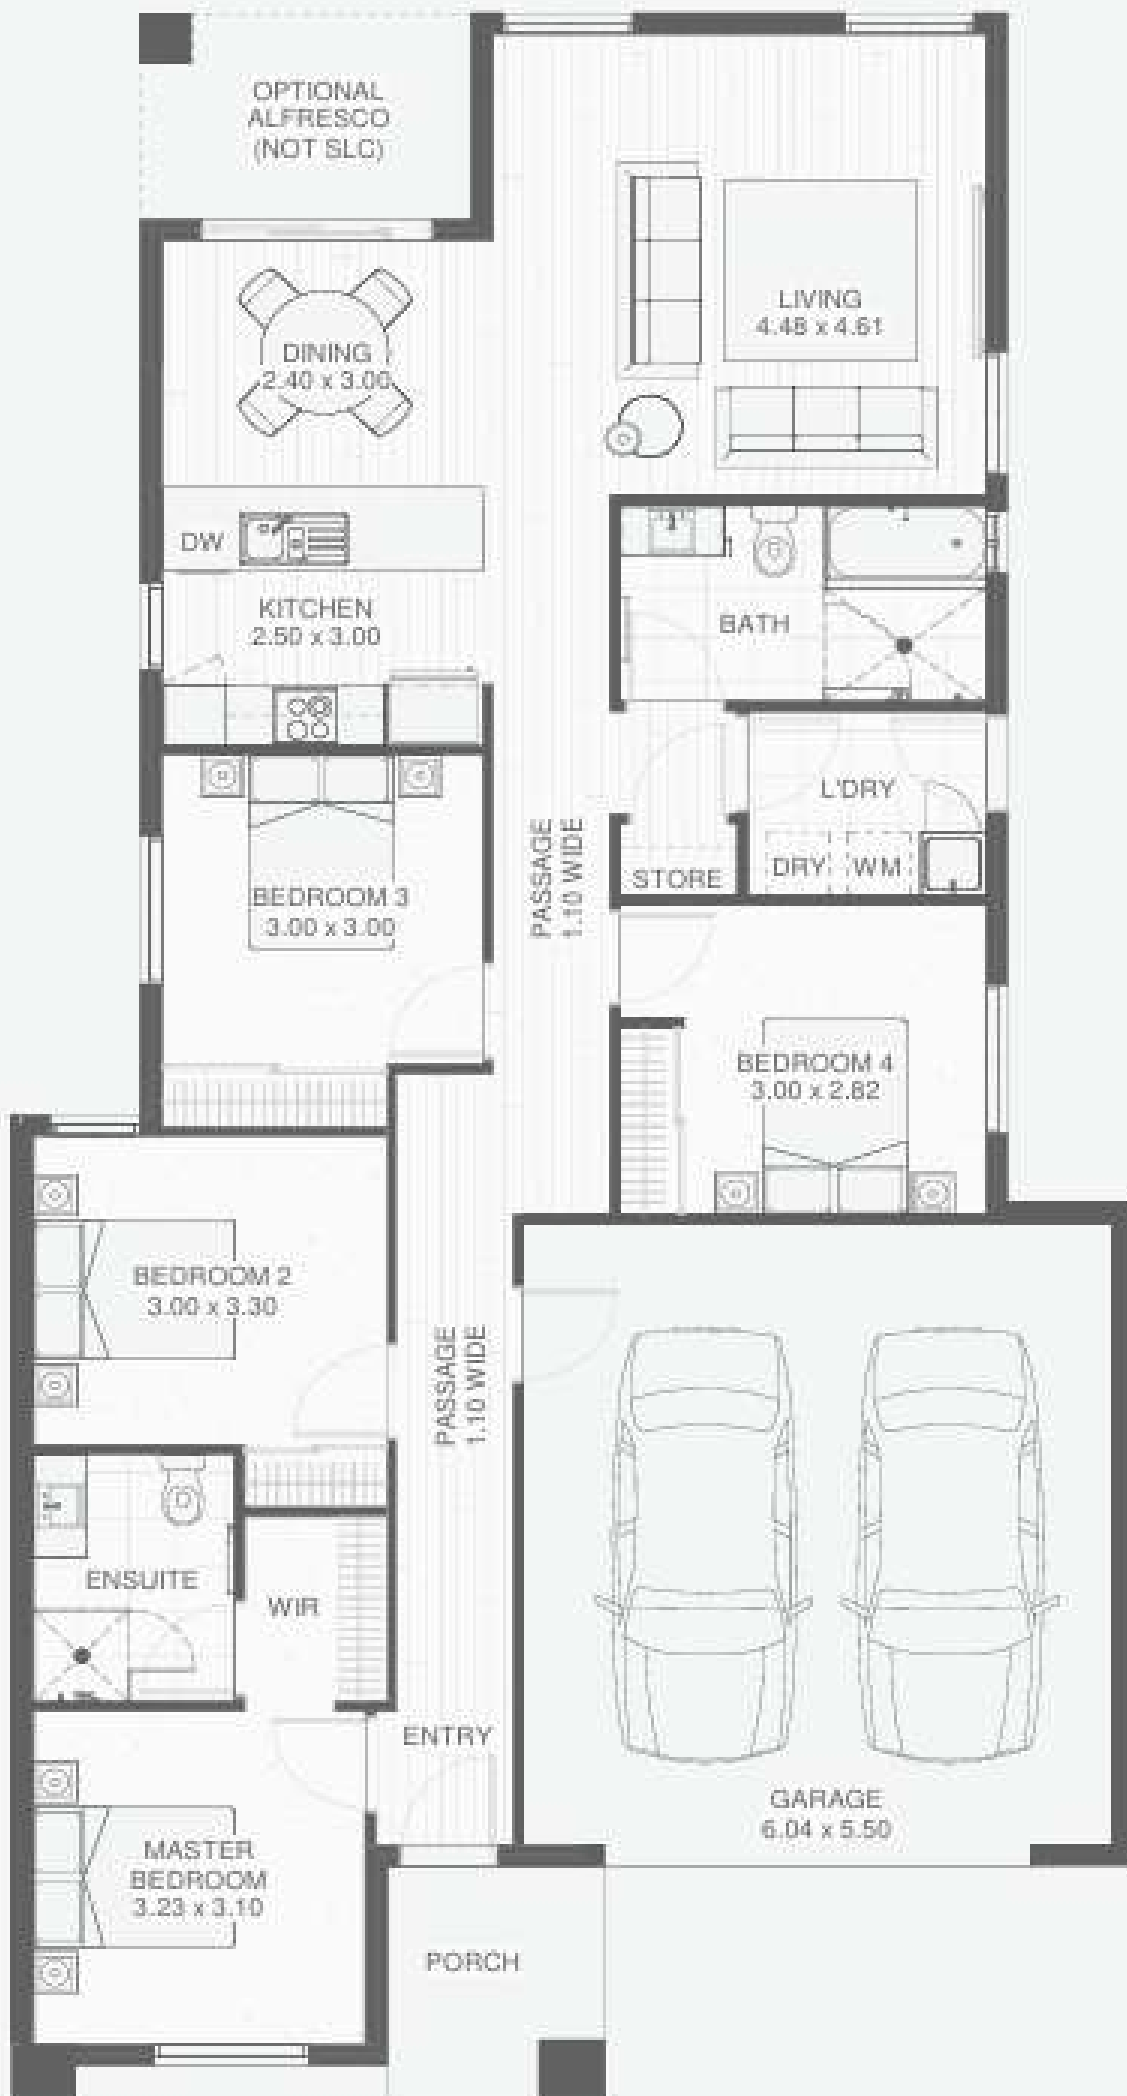 OPTIONAL
ALFRESCO
(NOT SLC)
LIVING
4.48 x 4.61
DINING
2.40 x 3.00
DW
KITCHEN
2.50 x 3.00
BATH
L'DRY
DRY
WM
STORE
PASSAGE
1.10 WIDE
BEDROOM 3
3.00 x 3.00
BEDROOM 4
3.00 x 2.82
BEDROOM 2
3.00 x 3.30
PASSAGE
1.10 WIDE
ENSUITE
WIR
ENTRY
GARAGE
6.04 x 5.50
MASTER
BEDROOM
3.23 x 3.10
PORCH